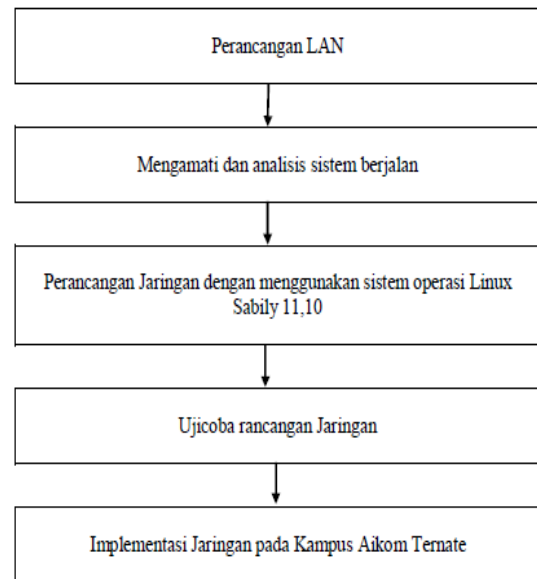 Perancangan LAN
Mengamati dan analisis sistem berjalan
Perancangan Jaringan dengan menggunakan sistem operasi Linux
Sabily 11,10
Ujicoba rancangan Jaringan
Implementasi Jaringan pada Kampus Aikom Ternate